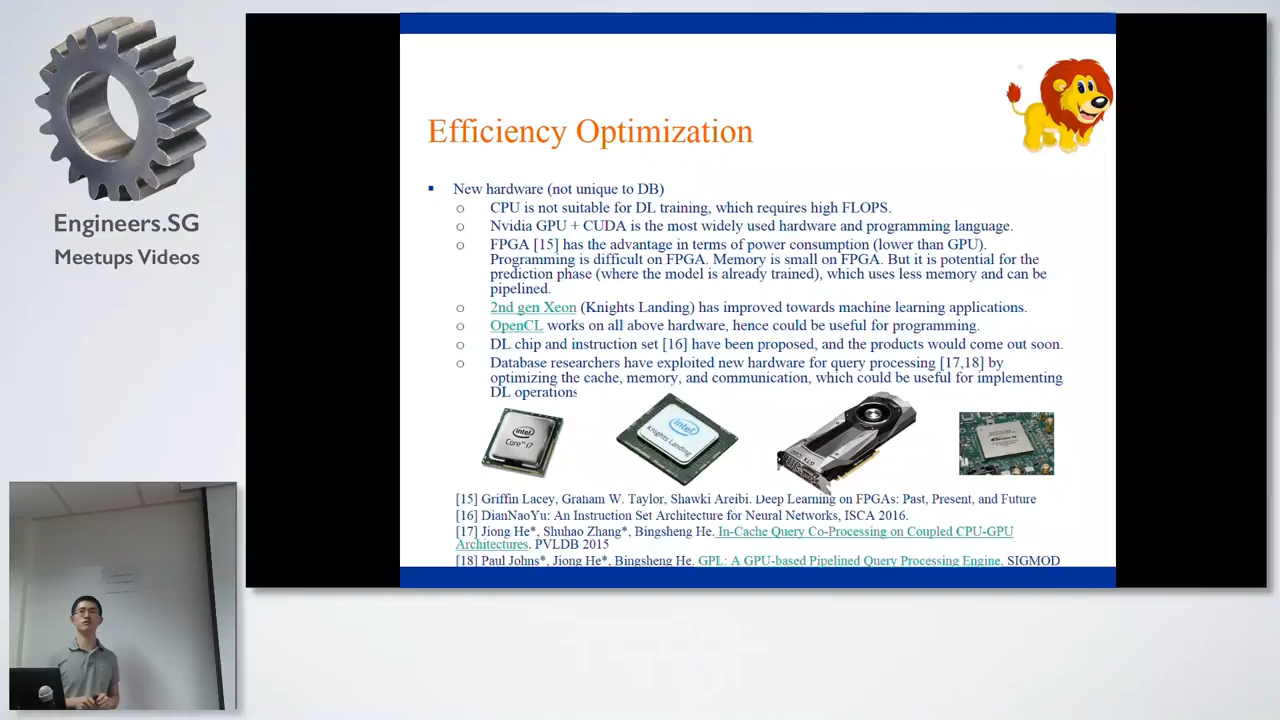 Engineers.SG
Meetups Videos
Efficiency Optimization
New hardware (not unique to DB)
CPU is not suitable for DL training, which requires high FLOPS.
Nvidia GPU + CUDA is the most widely used hardware and programming language.
FPGA [15] has the advantage in terms of power consumption (lower than GPU).
Programming is difficult on FPGA. Memory is small on FPGA. But it is potential for the
prediction phase (where the model is already trained), which uses less memory and can be
pipelined.
2nd gen Xeon (Knights Landing) has improved towards machine learning applications.
OpenCL works on all above hardware, hence could be useful for programming.
DL chip and instruction set [16] have been proposed, and the products would come out soon.
Database researchers have exploited new hardware for query processing [17,18] by
optimizing the cache, memory, and communication, which could be useful for implementing
DL operations
intel
Core™ i7
intel
Knights Landing
[15] Griffin Lacey, Graham W. Taylor, Shawki Areibi. Deep Learning on FPGAs: Past, Present, and Future
[16] DianNaoYu: An Instruction Set Architecture for Neural Networks, ISCA 2016.
[17] Jiong He*, Shuhao Zhang*, Bingsheng He. In-Cache Query Co-Processing on Coupled CPU-GPU
Architectures. PVLDB 2015
[18] Paul Johns*, Jiong He*, Bingsheng He. GPL: A GPU-based Pipelined Query Processing Engine. SIGMOD